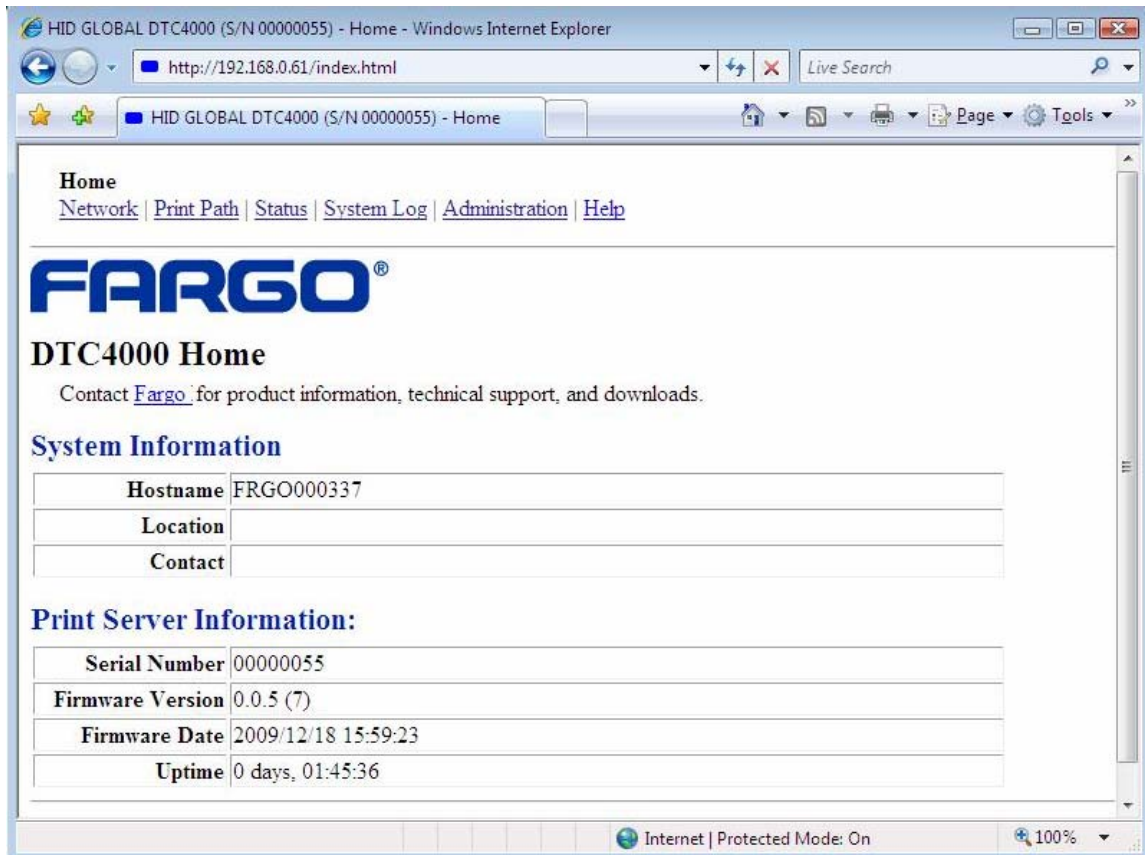 HID GLOBAL DTC4000 (S/N 00000055) - Home - Windows Internet Explorer
http://192.168.0.61/index.html
Live Search
HID GLOBAL DTC4000 (S/N 00000055) - Home
Page
Tools
Home
Network | Print Path | Status | System Log | Administration | Help
FARGO®
DTC4000 Home
Contact Fargo for product information, technical support, and downloads.
System Information
Hostname FRGO000337
Location
Contact
Print Server Information:
Serial Number 00000055
Firmware Version 0.0.5 (7)
Firmware Date 2009/12/18 15:59:23
Uptime 0 days, 01:45:36
Internet | Protected Mode: On
100%